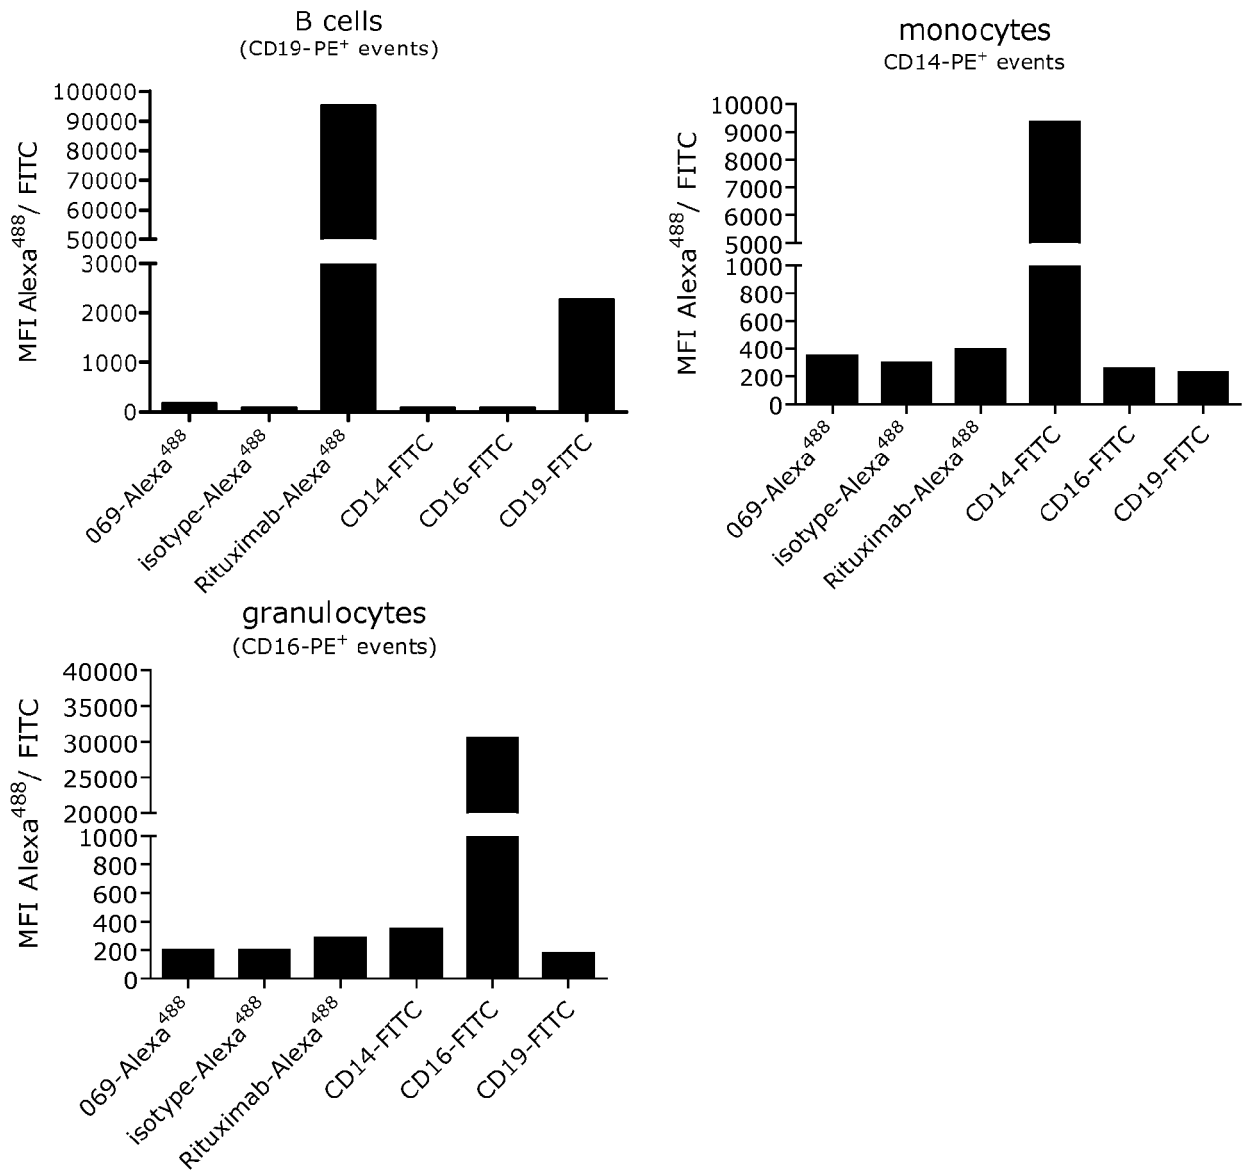 B cells
(CD19-PE+ events)
MFI Alexa488/ FITC
100000
90000
80000
70000
60000
50000
3000
2000
1000
0
069-Alexa488
isotype-Alexa488
Rituximab-Alexa488
CD14-FITC
CD16-FITC
CD19-FITC
monocytes
CD14-PE+ events
MFI Alexa488/ FITC
10000
9000
8000
7000
6000
5000
1000
800
600
400
200
0
069-Alexa488
isotype-Alexa488
Rituximab-Alexa488
CD14-FITC
CD16-FITC
CD19-FITC
granulocytes
(CD16-PE+ events)
MFI Alexa488/ FITC
40000
35000
30000
25000
20000
1000
800
600
400
200
0
069-Alexa488
isotype-Alexa488
Rituximab-Alexa488
CD14-FITC
CD16-FITC
CD19-FITC